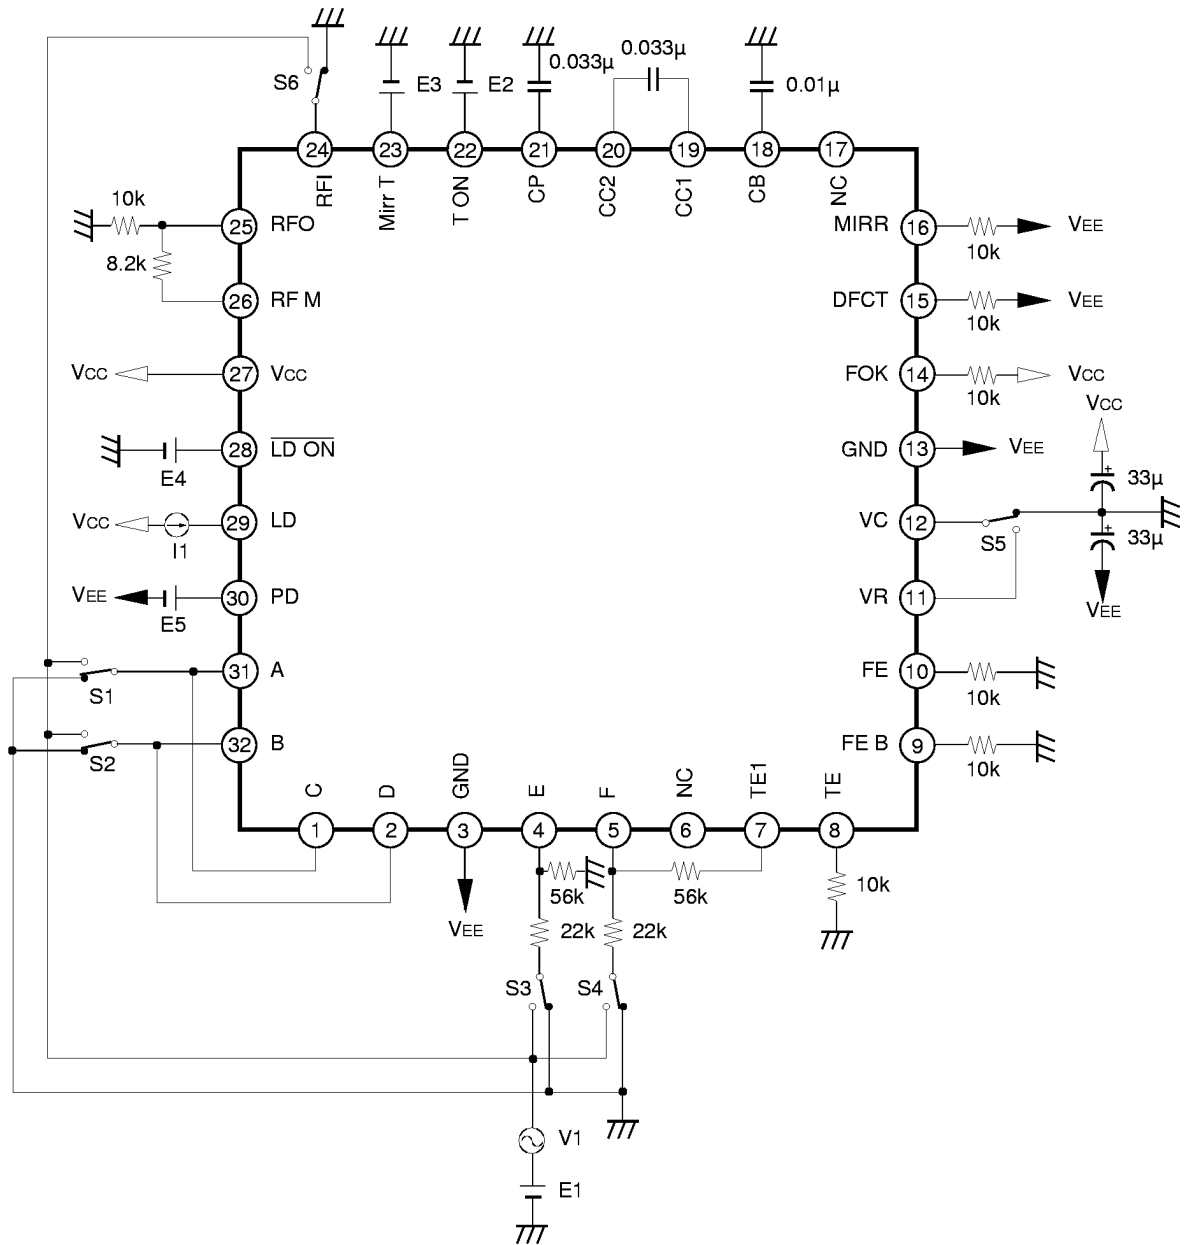 S6
E3
E2
0.033µ
0.033µ
0.01µ
24
23
22
21
20
19
18
17
RFI
Mirr T
T ON
CP
CC2
CC1
CB
NC
10k
25
RFO
MIRR
16
10k
VEE
8.2k
26
RF M
DFCT
15
10k
VEE
VCC
27
VCC
FOK
14
10k
VCC
VCC
E4
28
LD ON
GND
13
VEE
33µ
VCC
I1
29
LD
VC
12
S5
33µ
VEE
VEE
E5
30
PD
VR
11
S1
31
A
FE
10
10k
S2
32
B
FE B
9
10k
C
D
GND
E
F
NC
TE1
TE
1
2
3
4
5
6
7
8
56k
56k
10k
VEE
22k
22k
S3
S4
V1
E1